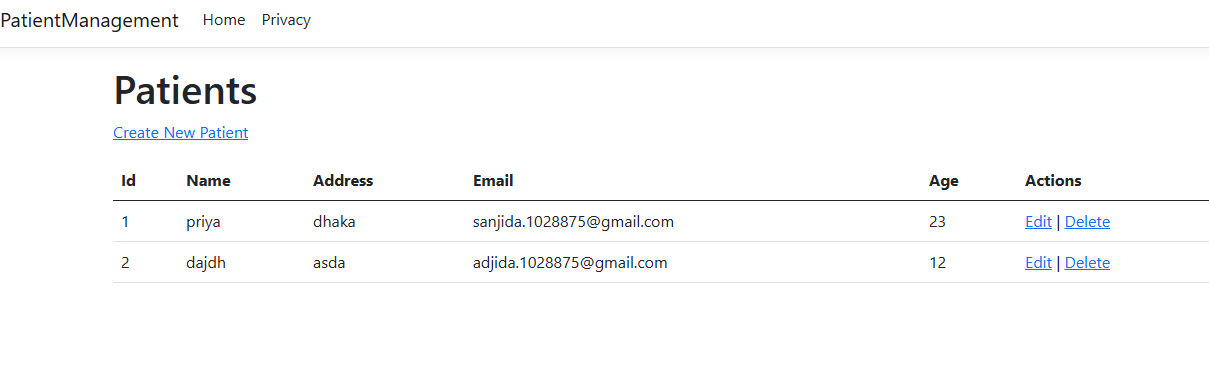 PatientManagement Home Privacy
Patients
Create New Patient
Id Name Address Email Age Actions
1 priya dhaka sanjida.1028875@gmail.com 23 Edit | Delete
2 dajdh asda adjida.1028875@gmail.com 12 Edit | Delete